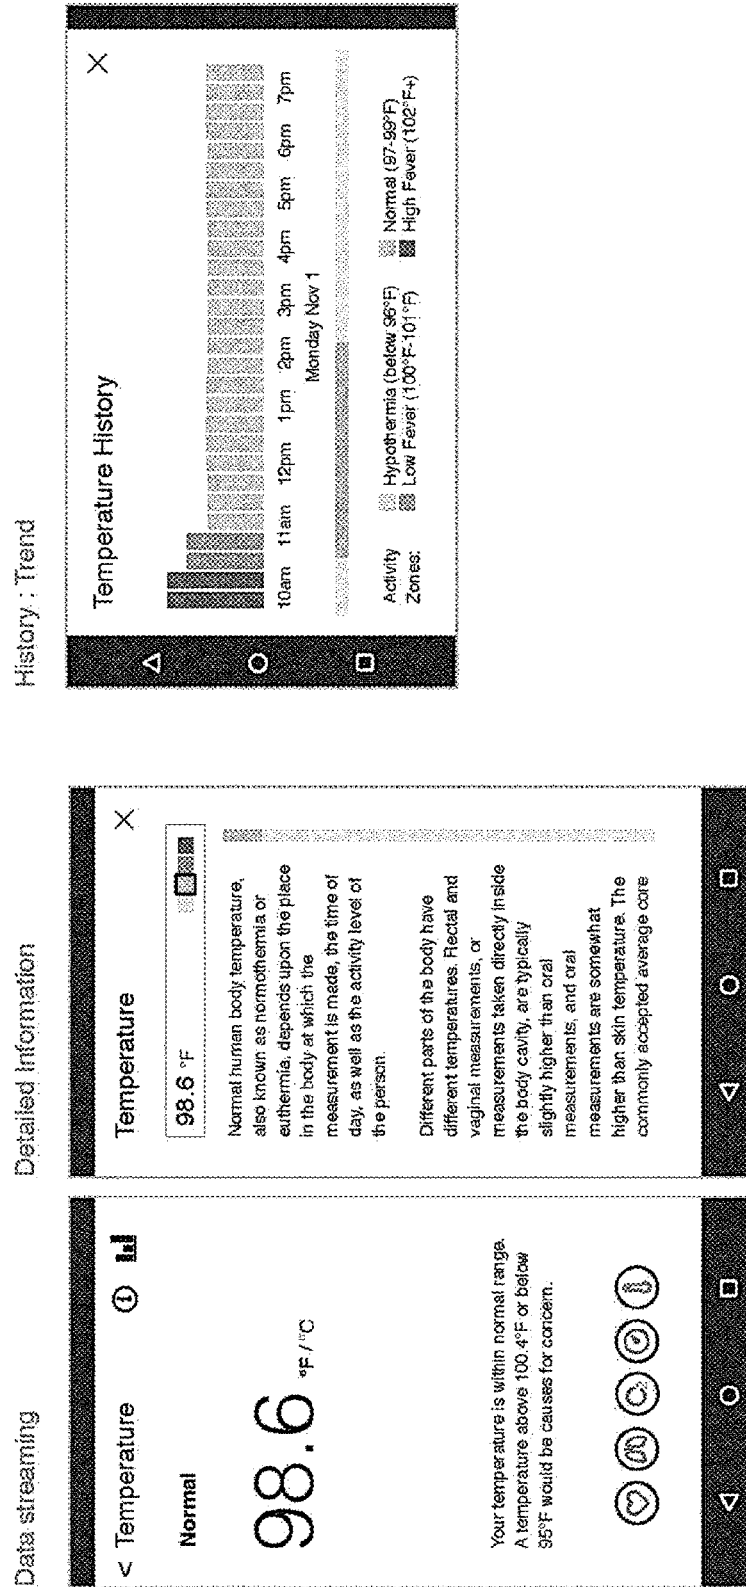 Data streaming
< Temperature
Normal
98.6 °F / °C
Your temperature is within normal range.
A temperature above 100.4°F or below
95°F would be causes for concern.
Detailed Information
Temperature
98.6 °F
Normal human body temperature,
also known as normothermia or
euthermia, depends upon the place
in the body at which the
measurement is made, the time of
day, as well as the activity level of
the person.
Different parts of the body have
different temperatures. Rectal and
vaginal measurements, or
measurements taken directly inside
the body cavity, are typically
slightly higher than oral
measurements, and oral
measurements are somewhat
higher than skin temperature. The
commonly accepted average core
History : Trend
Temperature History
10am 11am 12pm 1pm 2pm 3pm 4pm 5pm 6pm 7pm
Monday Nov 1
Activity Zones:
Hypothermia (below 96°F)
Normal (97-99°F)
Low Fever (100°F-101°F)
High Fever (102°F+)